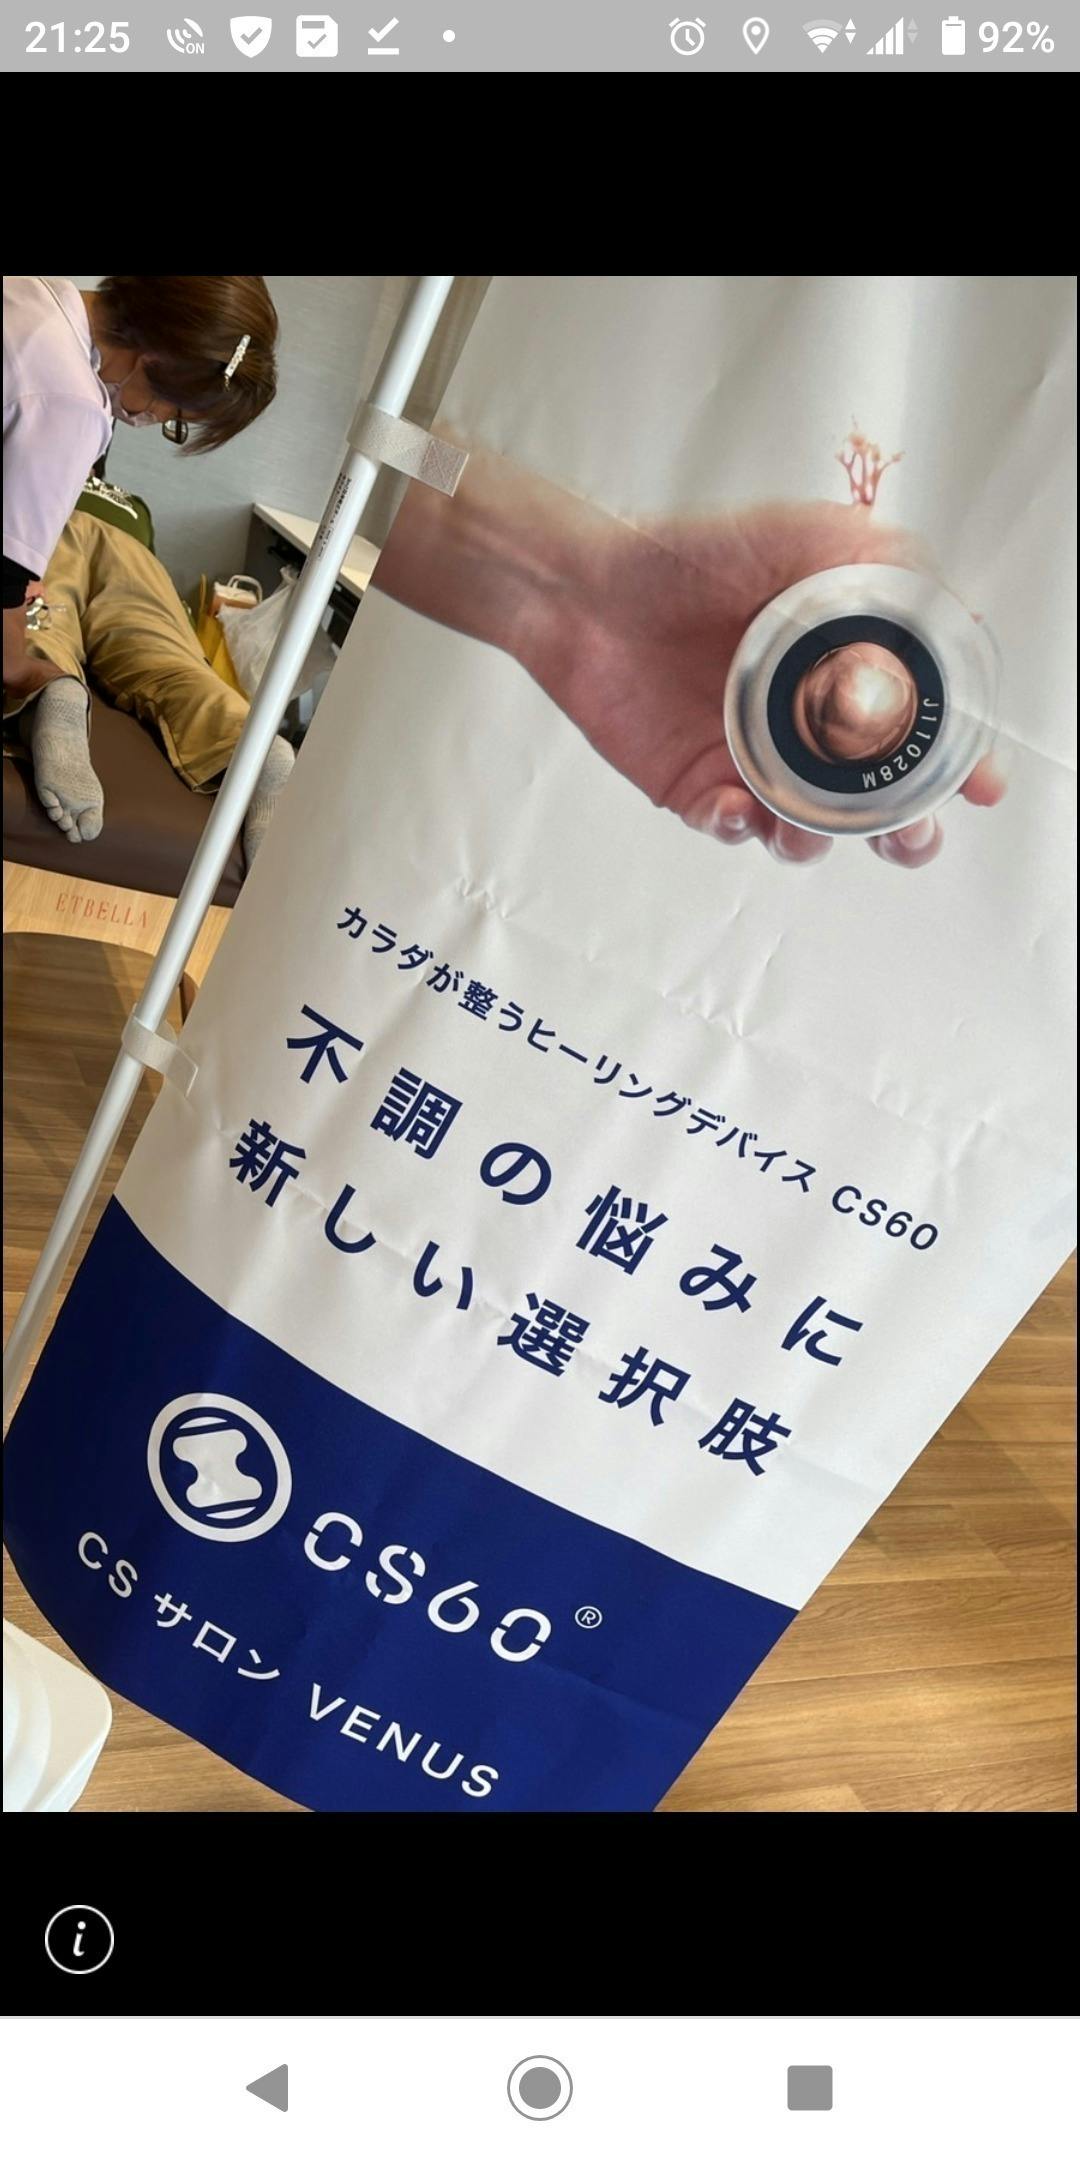 21:25
ON
92%
J11028M
カラダが整うヒーリングデバイス CS60
不調の悩みに
新しい選択肢
ETBELLA
CS60®
CS サロン VENUS
i